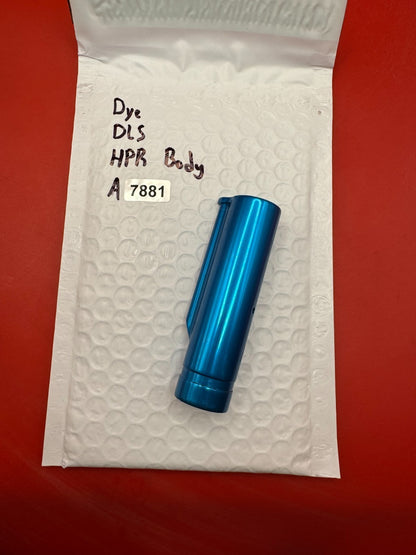 Dye
DLS
HPR Body
A 7881